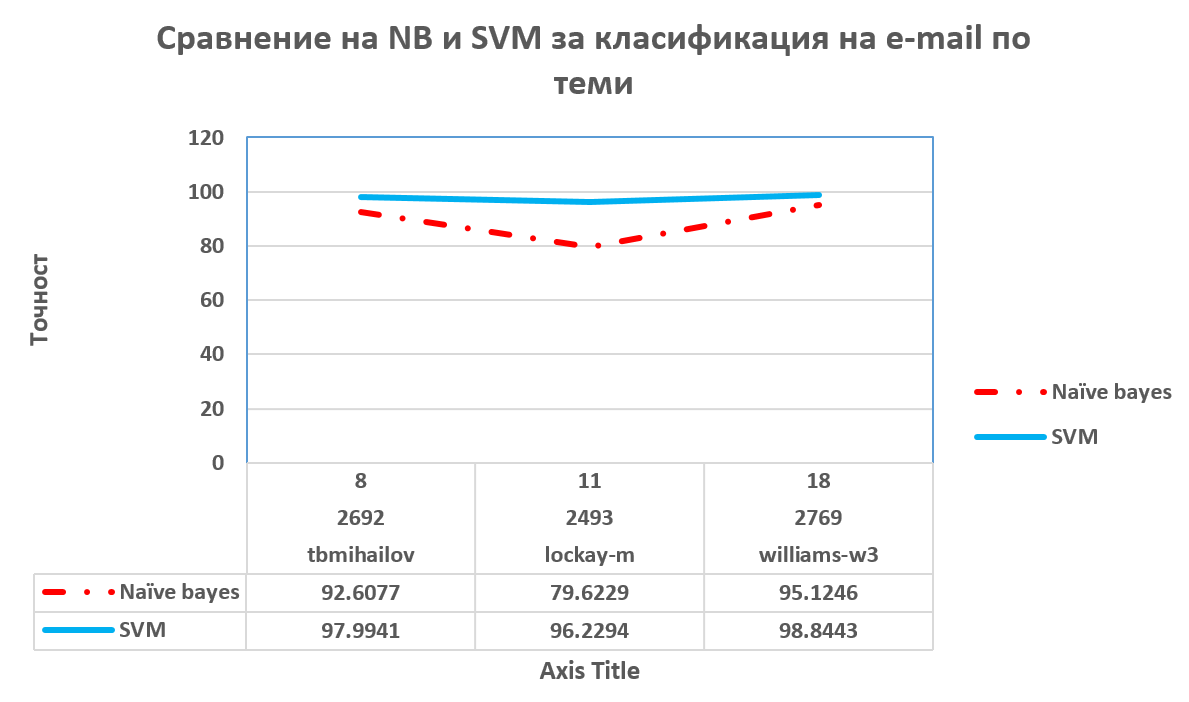 Сравнение на NB и SVM за класификация на e-mail по
теми
120
100
80
60
40
20
0
Точност
Naïve bayes
SVM
8 11 18
2692 2493 2769
tbmihailov lockay-m williams-w3
Naïve bayes 92.6077 79.6229 95.1246
SVM 97.9941 96.2294 98.8443
Axis Title